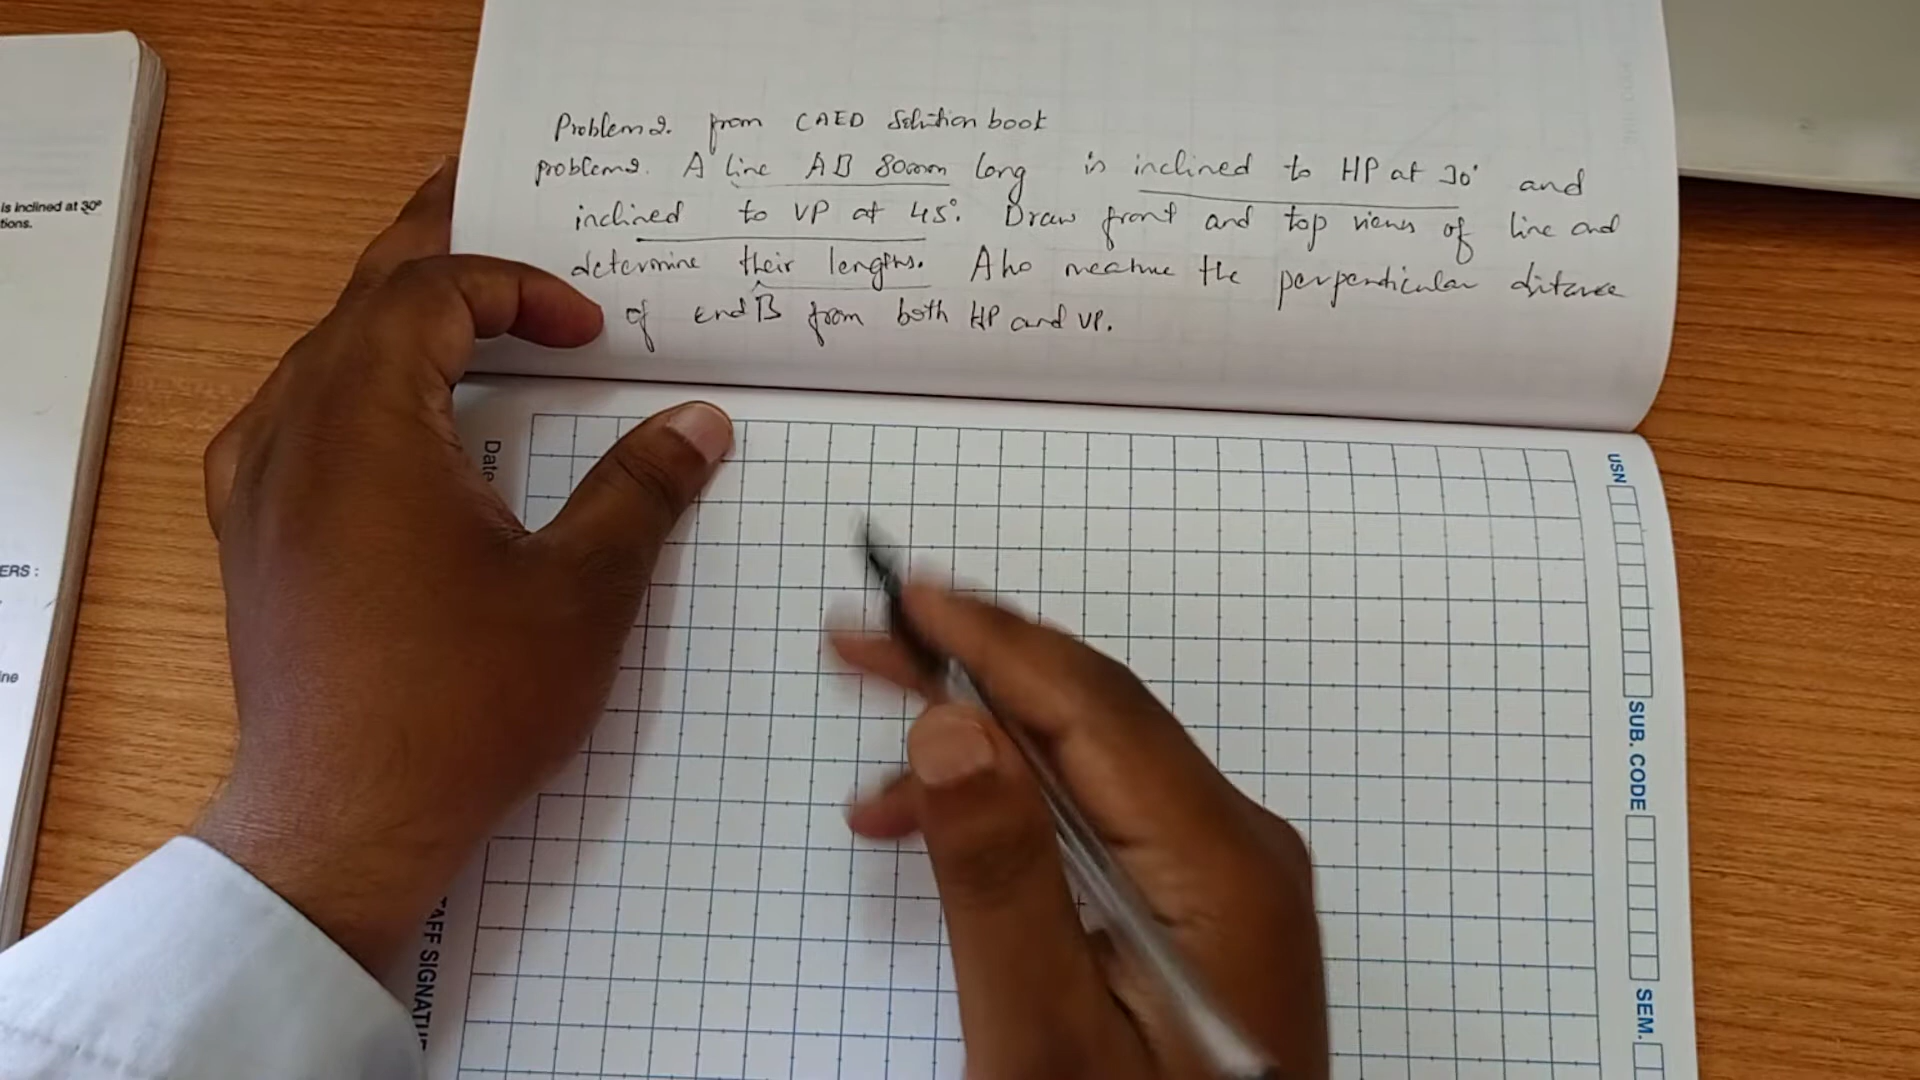 Problem 2. from CAED Solution book
problem 2. A line AB 80mm long is inclined to HP at 30° and
inclined to VP at 45°. Draw front and top views of line and
determine their lengths. Also measure the perpendicular distance
of end B from both HP and VP.
is inclined at 30°
tions.
ERS :
ine
Date
USN
SUB. CODE
SEM.
AFF SIGNATU